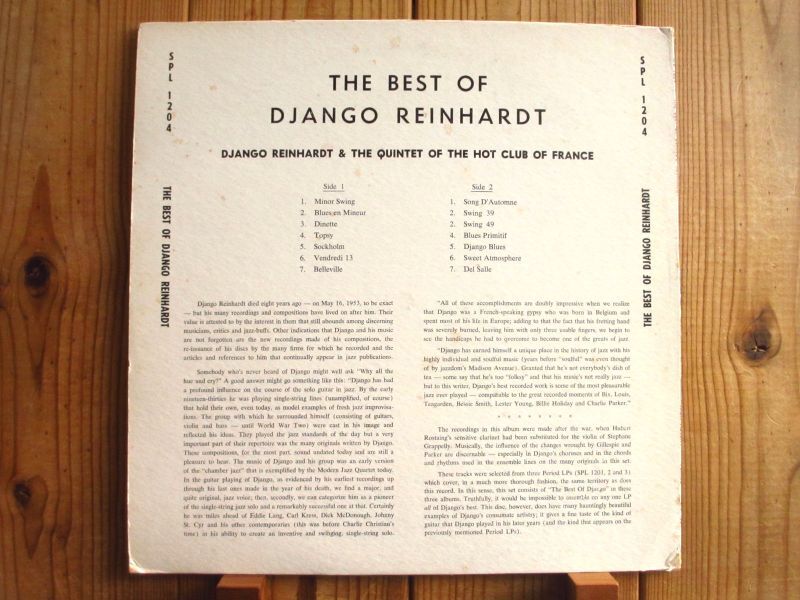 THE BEST OF
DJANGO REINHARDT
DJANGO REINHARDT & THE QUINTET OF THE HOT CLUB OF FRANCE
SPL 1204
THE BEST OF DJANGO REINHARDT
Side 1
1. Minor Swing
2. Blues en Mineur
3. Dinette
4. Topsy
5. Sockholm
6. Vendredi 13
7. Belleville
Side 2
1. Song D'Automne
2. Swing 39
3. Swing 49
4. Blues Primitif
5. Django Blues
6. Sweet Atmosphere
7. Del Salle
Django Reinhardt died eight years ago — on May 16, 1953, to be exact
— but his many recordings and compositions have lived on after him. Their
value is attested to by the interest in them that still abounds among discerning
musicians, critics and jazz-buffs. Other indications that Django and his music
are not forgotten are the new recordings made of his compositions, the
re-issuance of his discs by the many firms for which he recorded and the
articles and references to him that continually appear in jazz publications.
Somebody who's never heard of Django might well ask "Why all the
hue and cry?" A good answer might go something like this: "Django has had
a profound influence on the course of the solo guitar in jazz. By the early
nineteen-thirties he was playing single-string lines (unamplified, of course)
that hold their own, even today, as model examples of fresh jazz improvisa-
tions. The group with which he surrounded himself (consisting of guitars,
violin and bass — until World War Two) were cast in his image and
reflected his ideas. They played the jazz standards of the day but a very
important part of their repertoire was the many originals written by Django.
These compositions, for the most part, sound undated today and are still a
pleasure to hear. The music of Django and his group was an early version
of the "chamber jazz" that is exemplified by the Modern Jazz Quartet today.
In the guitar playing of Django, as evidenced by his earliest recordings up
through his last ones made in the year of his death, we find a major, and
quite original, jazz voice; then, secondly, we can categorize him as a pioneer
of the single-string jazz solo and a remarkably successful one at that. Certainly
he was miles ahead of Eddie Lang, Carl Kress, Dick McDonough, Johnny
St. Cyr and his other contemporaries (this was before Charlie Christian's
time) in his ability to create an inventive and swinging, single-string solo.
"All of these accomplishments are doubly impressive when we realize
that Django was a French-speaking gypsy who was born in Belgium and
spent most of his life in Europe; adding to that the fact that his fretting hand
was severely burned, leaving him with only three usable fingers, we begin to
see the handicaps he had to overcome to become one of the greats of jazz.
"Django has earned himself a unique place in the history of jazz with his
highly individual and soulful music (years before "soulful" was even thought
of by jazzdom's Madison Avenue). Granted that he's not everybody's dish of
tea — some say that he's too "folksy" and that his music's not really jazz —
but to this writer, Django's best recorded work is some of the most pleasurable
jazz ever played — compatible to the great recorded moments of Bix, Louis,
Teagarden, Bessie Smith, Lester Young, Billie Holiday and Charlie Parker."
* * * * * * * *
The recordings in this album were made after the war, when Hubert
Rostaing's sensitive clarinet had been substituted for the violin of Stephone
Grappelly. Musically, the influence of the changes wrought by Gillespie and
Parker are discernable — especially in Django's choruses and in the chords
and rhythms used in the ensemble lines on the many originals in this set.
These tracks were selected from three Period LPs (SPL 1201, 2 and 3)
which cover, in a much more thorough fashion, the same territory as does
this record. In this sense, this set consists of "The Best Of Django" in these
three albums. Truthfully, it would be impossible to assemble on any one LP
all of Django's best. This disc, however, does have many hauntingly beautiful
examples of Django's consumate artistry; it gives a fine taste of the kind of
guitar that Django played in his later years (and the kind that appears on the
previously mentioned Period LPs).
SPL 1204
THE BEST OF DJANGO REINHARDT